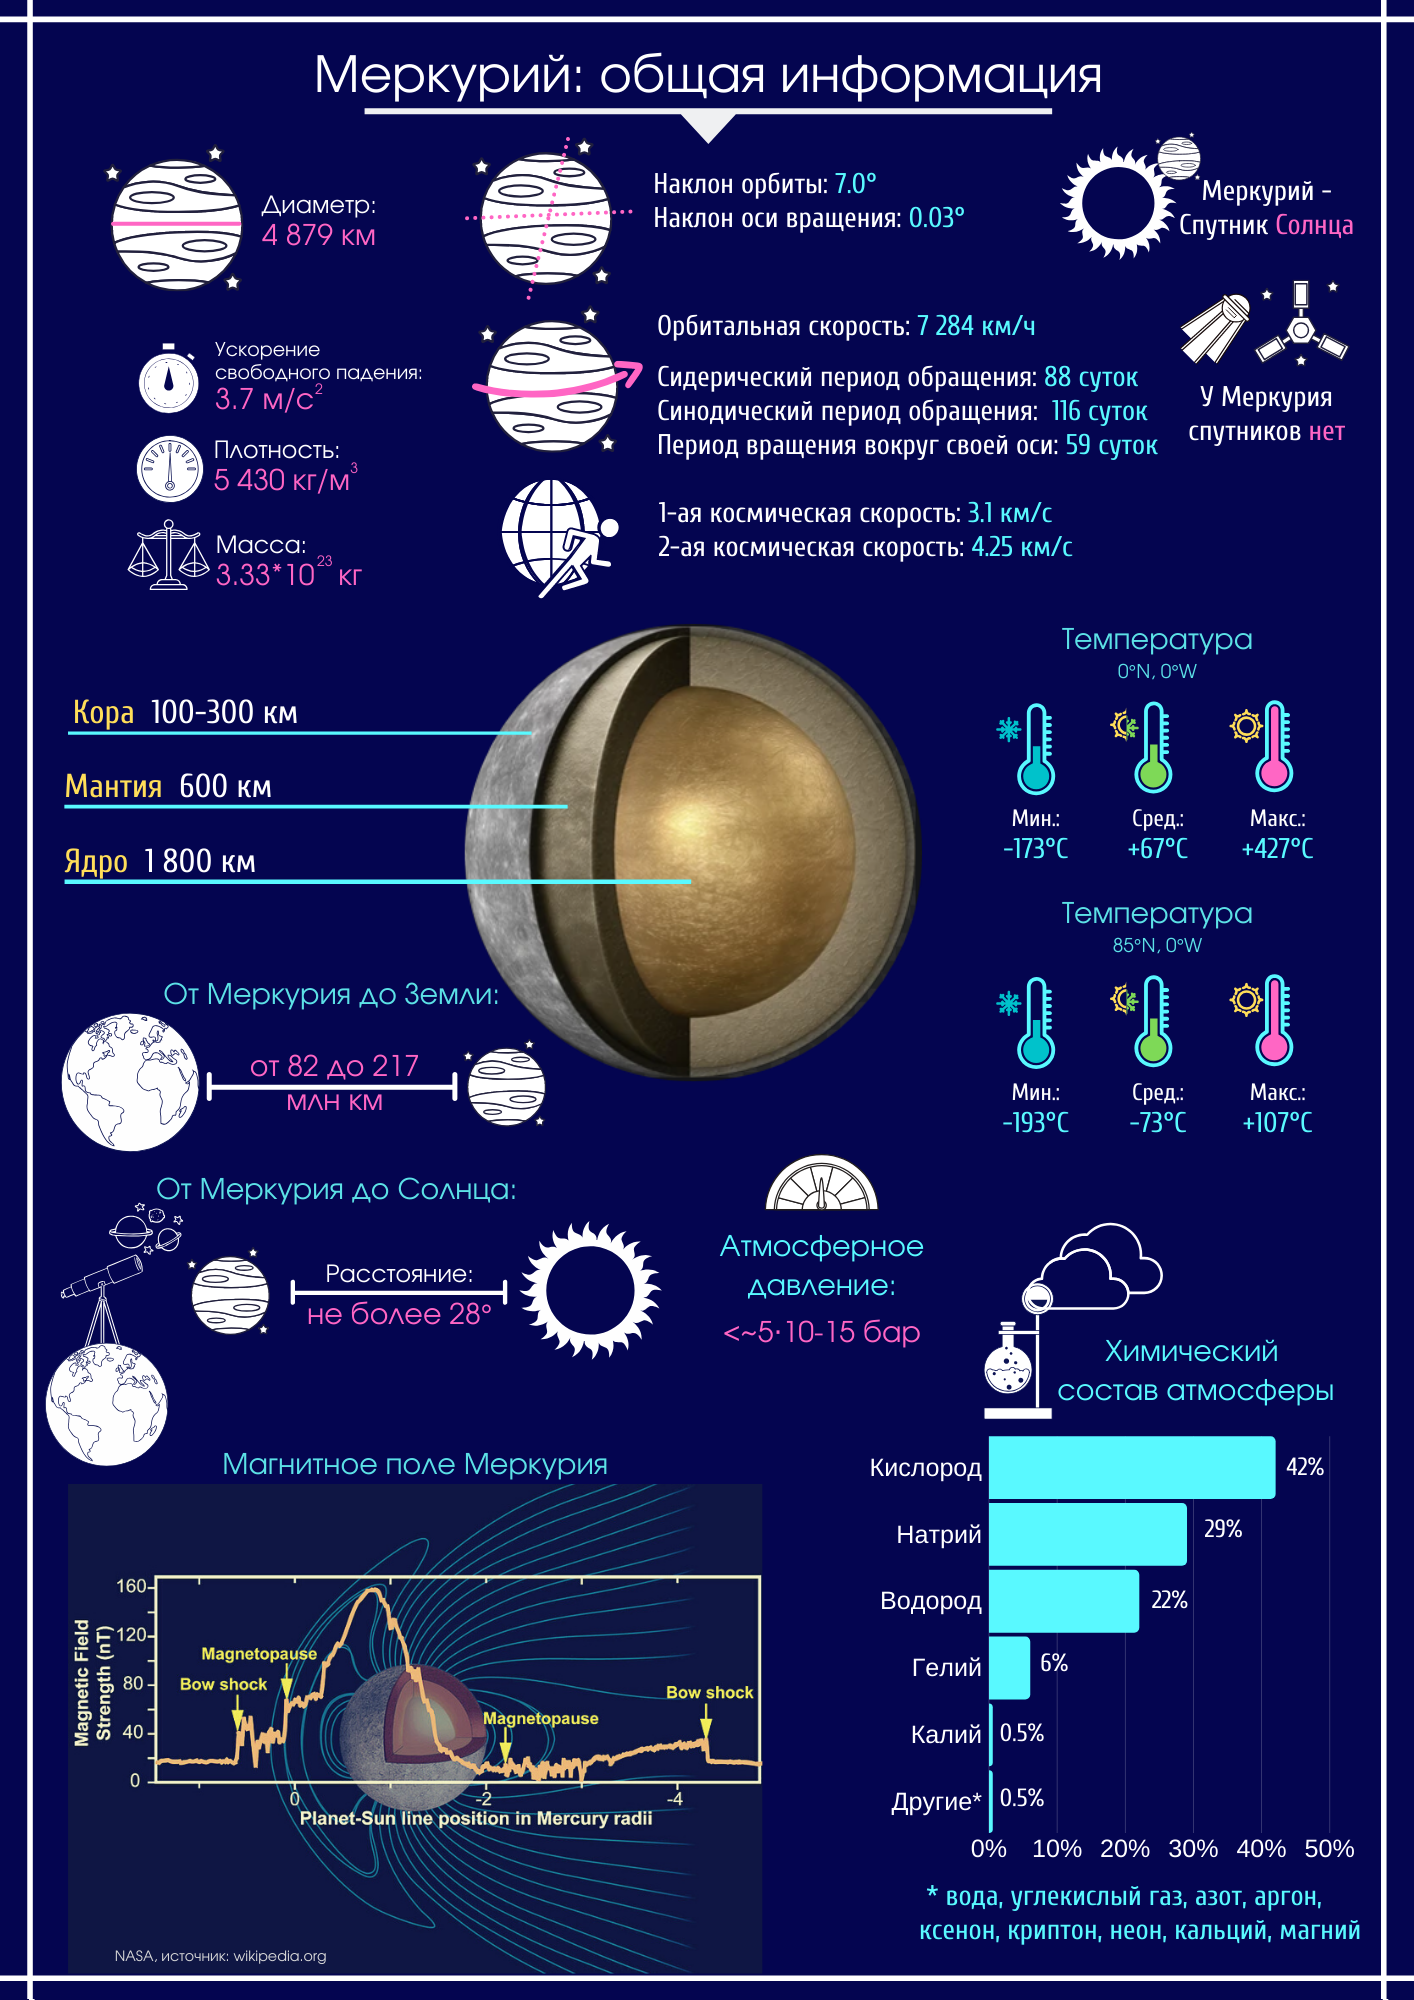 Меркурий: общая информация
Диаметр:
4 879 км
Наклон орбиты: 7.0°
Наклон оси вращения: 0.03°
Меркурий -
Спутник Солнца
Ускорение
свободного падения:
3.7 м/с²
Плотность:
5 430 кг/м³
Масса:
3.33*10²³ кг
Орбитальная скорость: 7 284 км/ч
Сидерический период обращения: 88 суток
Синодический период обращения: 116 суток
Период вращения вокруг своей оси: 59 суток
1-ая космическая скорость: 3.1 км/с
2-ая космическая скорость: 4.25 км/с
У Меркурия
спутников нет
Кора 100-300 км
Мантия 600 км
Ядро 1 800 км
Температура
0°N, 0°W
Мин.: Сред.: Макс.:
-173°C +67°C +427°C
Температура
85°N, 0°W
Мин.: Сред.: Макс.:
-193°C -73°C +107°C
От Меркурия до Земли:
от 82 до 217
млн км
От Меркурия до Солнца:
Расстояние:
не более 28°
Атмосферное
давление:
<~5·10-15 бар
Химический
состав атмосферы
Кислород 42%
Натрий 29%
Водород 22%
Гелий 6%
Калий 0.5%
Другие* 0.5%
0% 10% 20% 30% 40% 50%
* вода, углекислый газ, азот, аргон,
ксенон, криптон, неон, кальций, магний
Магнитное поле Меркурия
Magnetic Field
Strength (nT)
160
120
80
40
0
Magnetopause
Bow shock
Bow shock
Magnetopause
0 -2 -4
Planet-Sun line position in Mercury radii
NASA, источник: wikipedia.org